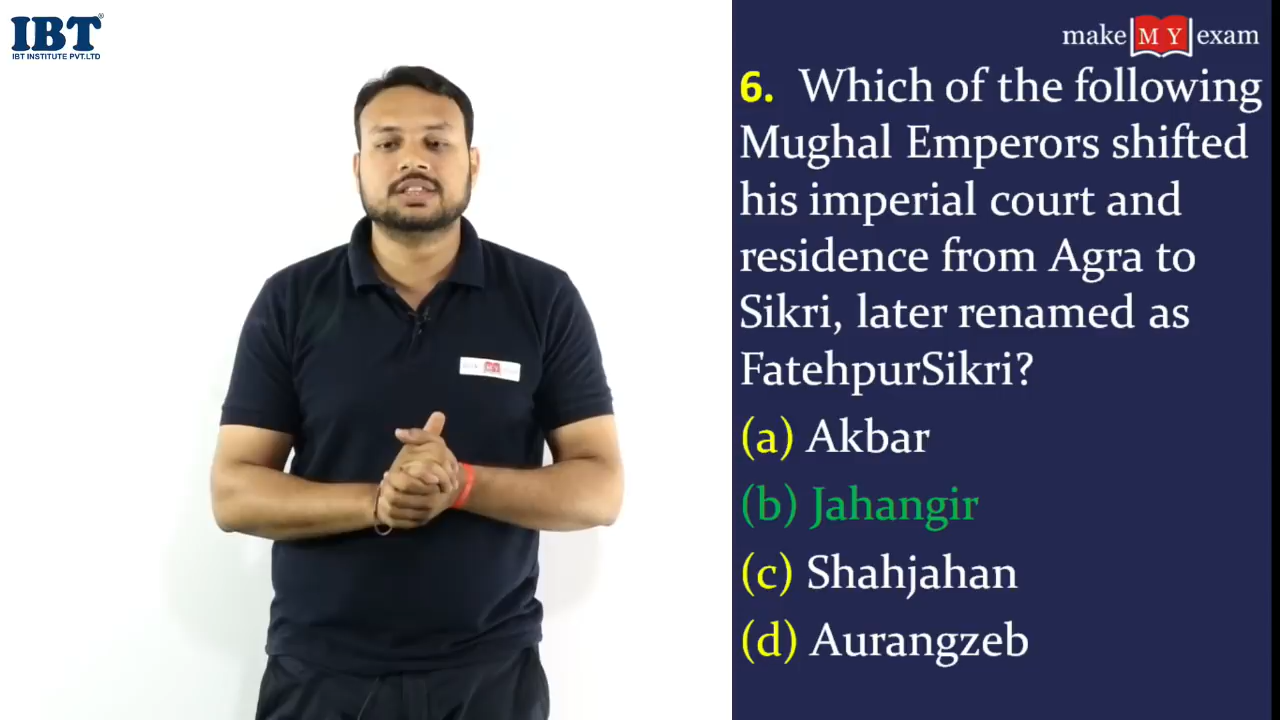 IBT
IBT INSTITUTE PVT.LTD
make MY exam
6. Which of the following
Mughal Emperors shifted
his imperial court and
residence from Agra to
Sikri, later renamed as
FatehpurSikri?
(a) Akbar
(b) Jahangir
(c) Shahjahan
(d) Aurangzeb
MY